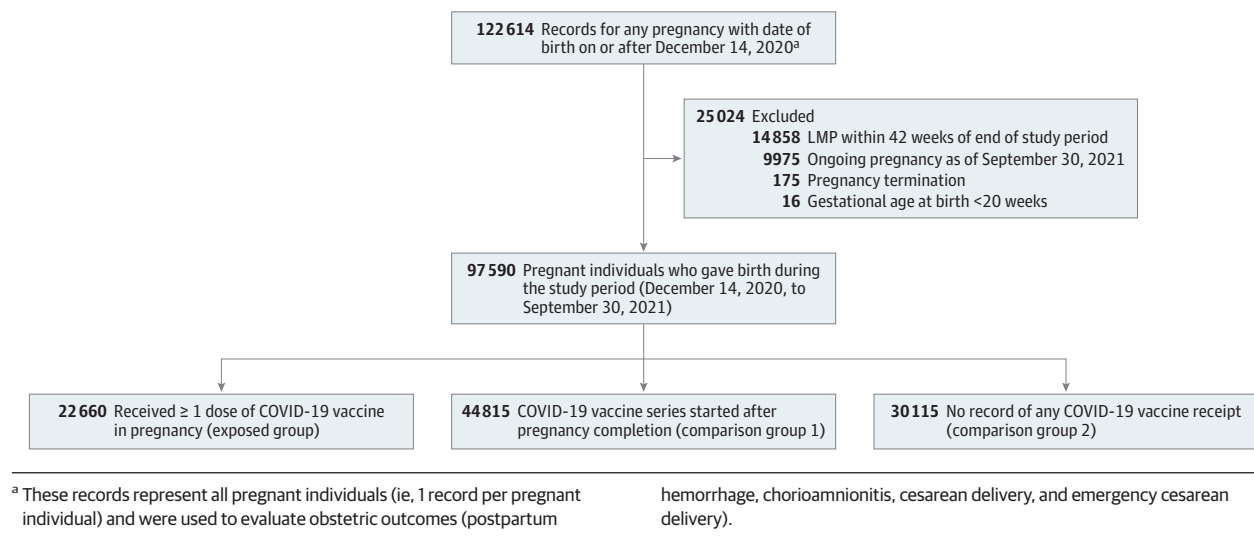 122 614 Records for any pregnancy with date of
birth on or after December 14, 2020a
25 024 Excluded
14 858 LMP within 42 weeks of end of study period
9975 Ongoing pregnancy as of September 30, 2021
175 Pregnancy termination
16 Gestational age at birth <20 weeks
97 590 Pregnant individuals who gave birth during
the study period (December 14, 2020, to
September 30, 2021)
22 660 Received ≥ 1 dose of COVID-19 vaccine
in pregnancy (exposed group)
44 815 COVID-19 vaccine series started after
pregnancy completion (comparison group 1)
30 115 No record of any COVID-19 vaccine receipt
(comparison group 2)
a These records represent all pregnant individuals (ie, 1 record per pregnant
individual) and were used to evaluate obstetric outcomes (postpartum
hemorrhage, chorioamnionitis, cesarean delivery, and emergency cesarean
delivery).